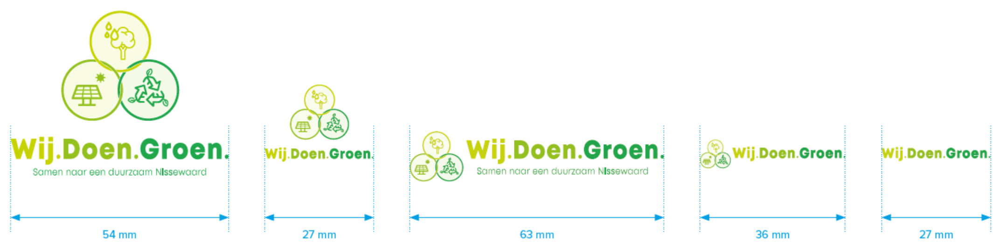 Wij.Doen.Groen.
Samen naar een duurzaam NIssewaard
54 mm
Wij.Doen.Groen.
27 mm
Wij.Doen.Groen.
Samen naar een duurzaam NIssewaard
63 mm
Wij.Doen.Groen.
36 mm
Wij.Doen.Groen.
27 mm